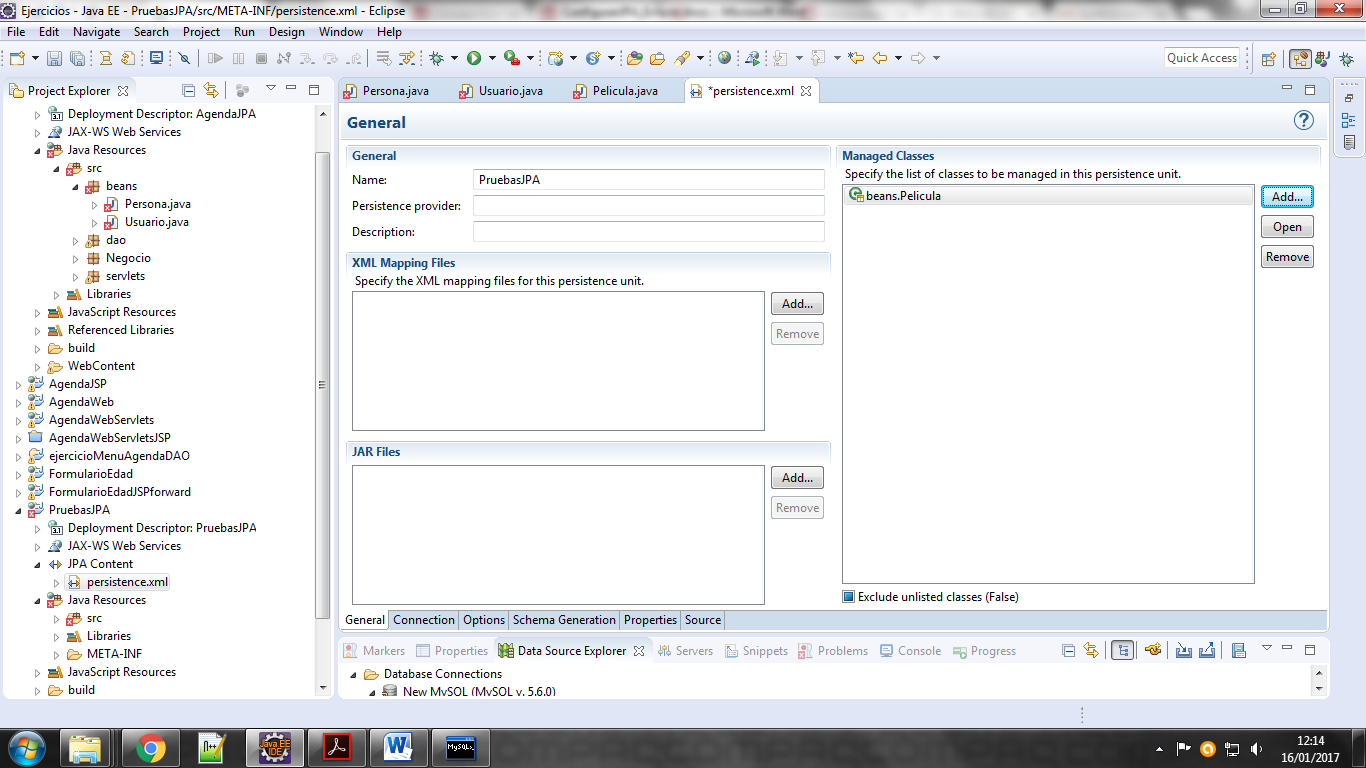 Ejercicios - Java EE - PruebasJPA/src/META-INF/persistence.xml - Eclipse
File Edit Navigate Search Project Run Design Window Help
Quick Access
Project Explorer
Deployment Descriptor: AgendaJPA
JAX-WS Web Services
Java Resources
src
beans
Persona.java
Usuario.java
dao
Negocio
servlets
Libraries
JavaScript Resources
Referenced Libraries
build
WebContent
AgendaJSP
AgendaWeb
AgendaWebServlets
AgendaWebServletsJSP
ejercicioMenuAgendaDAO
FormularioEdad
FormularioEdadJSPforward
PruebasJPA
Deployment Descriptor: PruebasJPA
JAX-WS Web Services
JPA Content
persistence.xml
Java Resources
src
Libraries
META-INF
JavaScript Resources
build
Persona.java Usuario.java Pelicula.java *persistence.xml
General
General
Name: PruebasJPA
Persistence provider:
Description:
XML Mapping Files
Specify the XML mapping files for this persistence unit.
Add...
Remove
JAR Files
Add...
Remove
Managed Classes
Specify the list of classes to be managed in this persistence unit.
beans.Pelicula
Add...
Open
Remove
Exclude unlisted classes (False)
General Connection Options Schema Generation Properties Source
Markers Properties Data Source Explorer Servers Snippets Problems Console Progress
Database Connections
New MySQL (MySQL v. 5.6.0)
Java EE
IDE
MySQL
12:14
16/01/2017